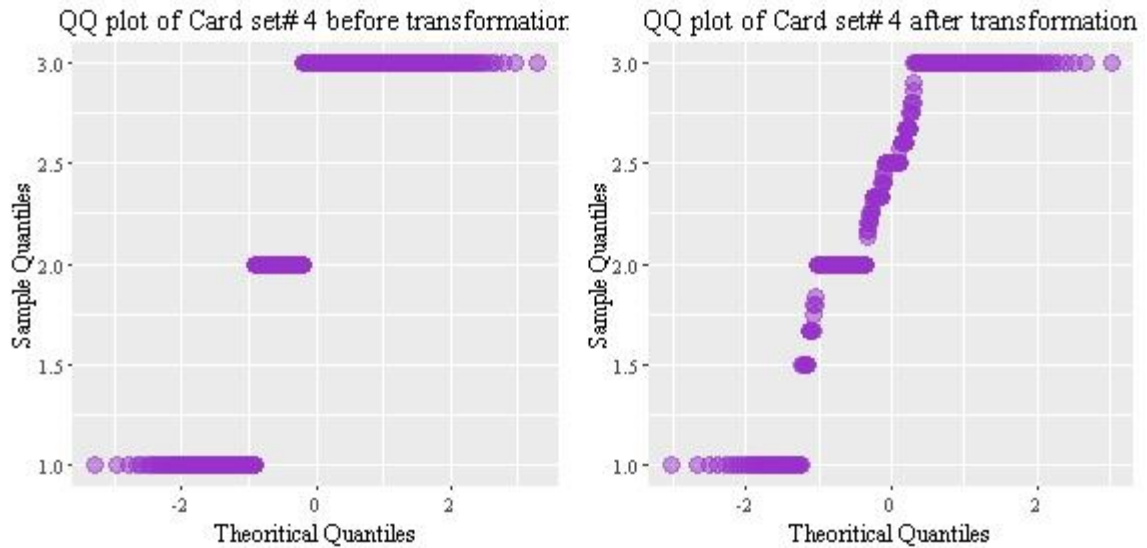 QQ plot of Card set# 4 before transformation
3.0
2.5
2.0
1.5
1.0
Sample Quantiles
-2
0
2
Theoritical Quantiles
QQ plot of Card set# 4 after transformation
3.0
2.5
2.0
1.5
1.0
Sample Quantiles
-2
0
2
Theoritical Quantiles